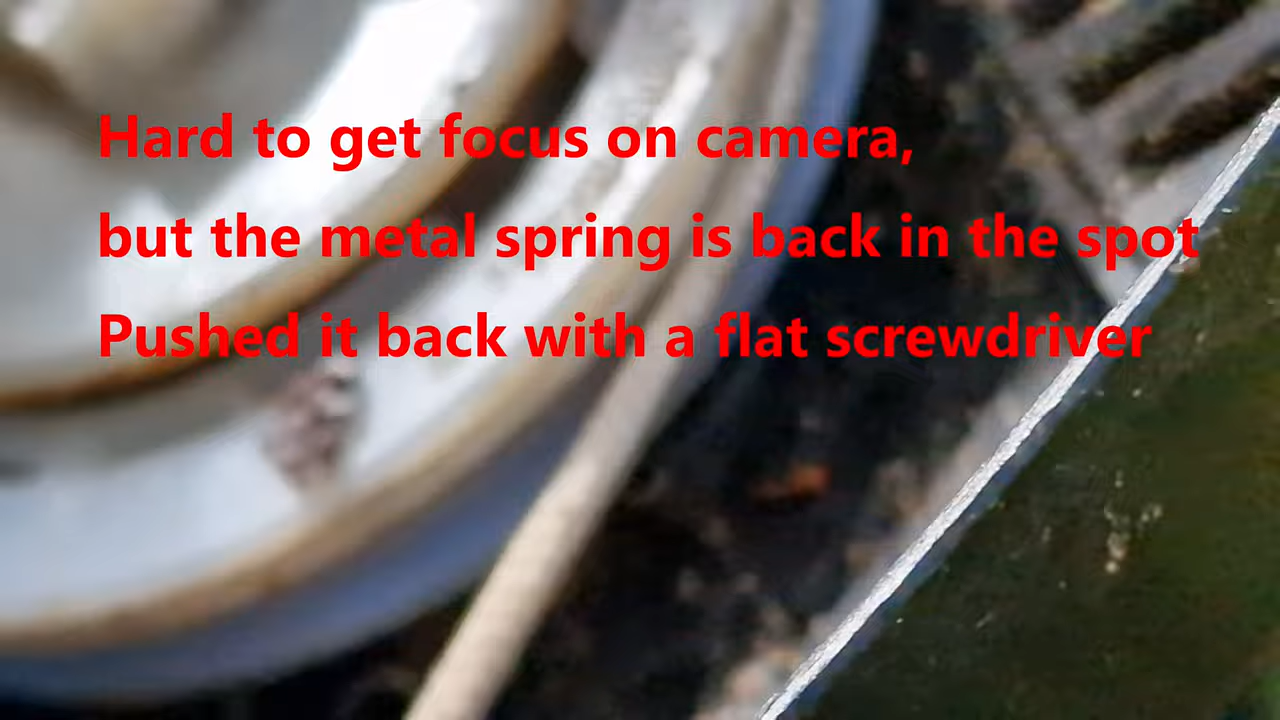 Hard to get focus on camera,
but the metal spring is back in the spot
Pushed it back with a flat screwdriver